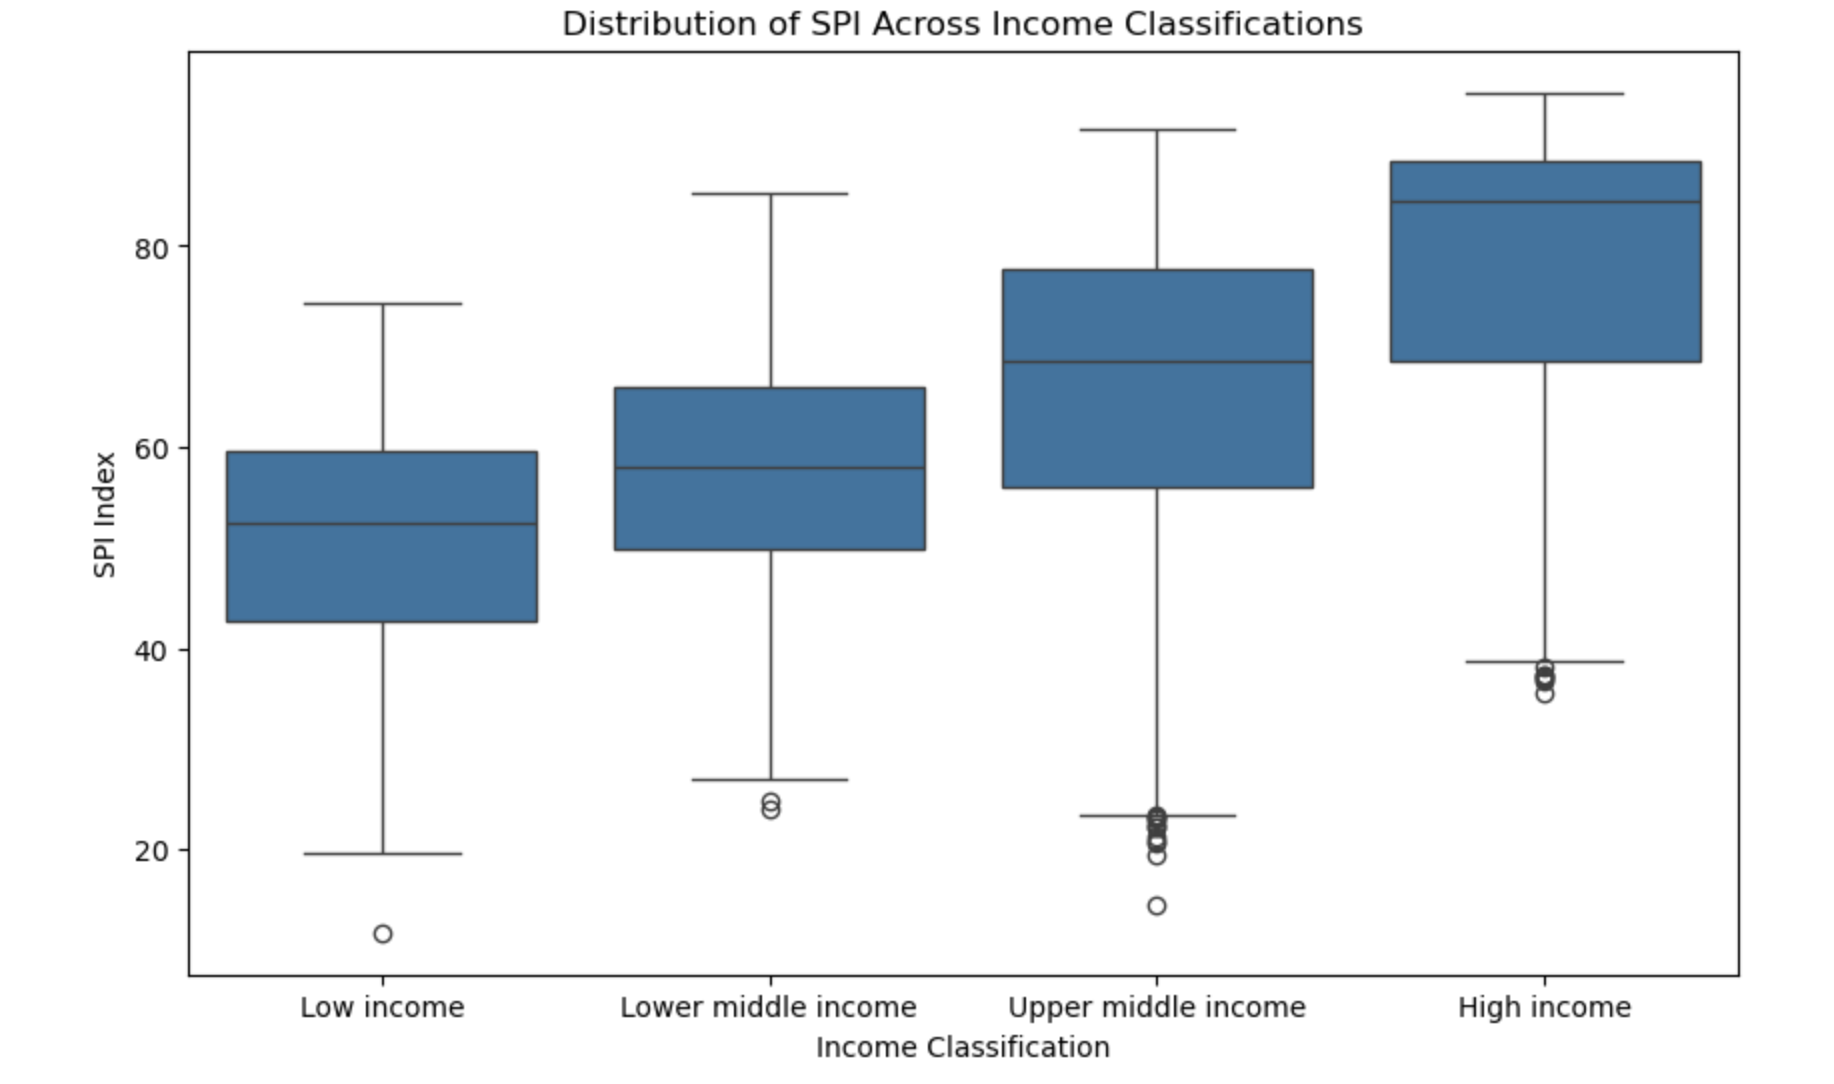 Distribution of SPI Across Income Classifications
SPI Index
80
60
40
20
Low income
Lower middle income
Upper middle income
High income
Income Classification